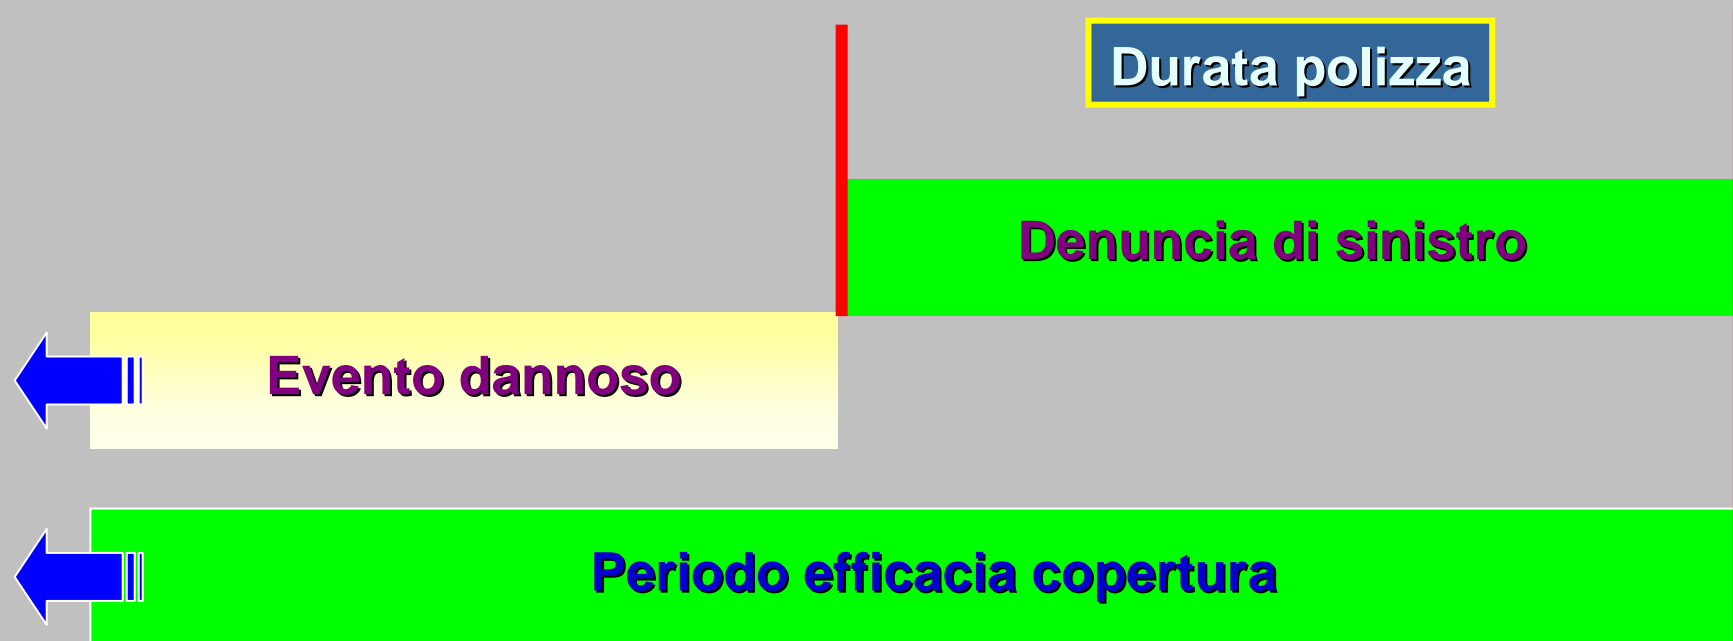 Durata polizza
Denuncia di sinistro
Evento dannoso
Periodo efficacia copertura